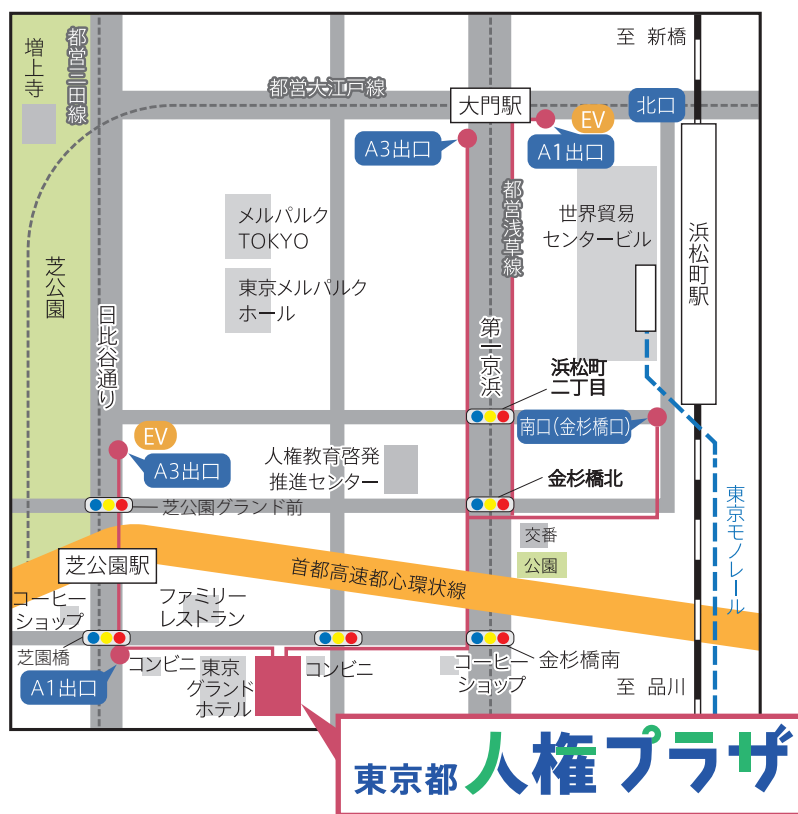 至 新橋
増上寺
都営三田線
都営大江戸線
大門駅
北口
EV
A1出口
A3出口
都営浅草線
世界貿易
センタービル
メルパルク
TOKYO
浜松町駅
芝公園
東京メルパルク
ホール
日比谷通り
第一京浜
浜松町
二丁目
南口(金杉橋口)
EV
A3出口
人権教育啓発
推進センター
金杉橋北
芝公園グランド前
東京モノレール
交番
公園
芝公園駅
首都高速都心環状線
コーヒー
ショップ
ファミリー
レストラン
芝園橋
A1出口
コンビニ
東京
グランド
ホテル
コンビニ
コーヒー
ショップ
金杉橋南
至 品川
東京都人権プラザ